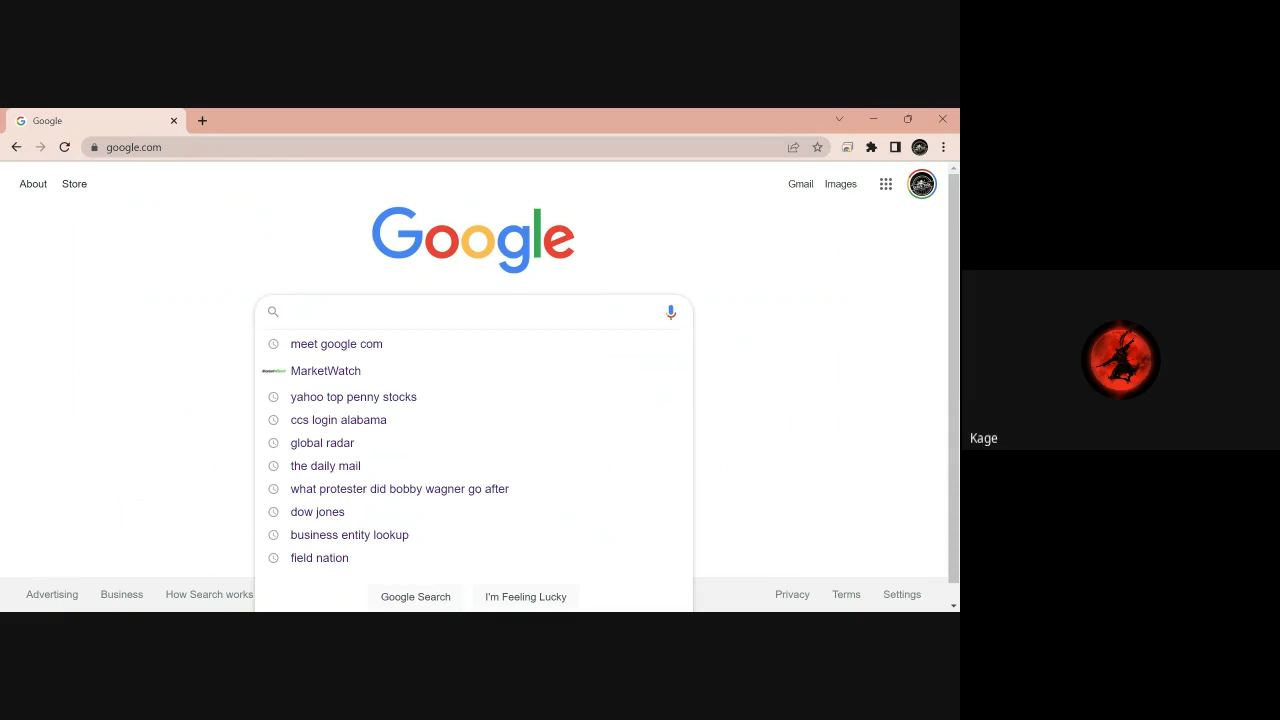 Google
google.com
About Store Gmail Images
Google
meet google com
MarketWatch MarketWatch
yahoo top penny stocks
ccs login alabama
global radar
the daily mail
what protester did bobby wagner go after
dow jones
business entity lookup
field nation
Google Search I'm Feeling Lucky
Advertising Business How Search works Privacy Terms Settings
Kage